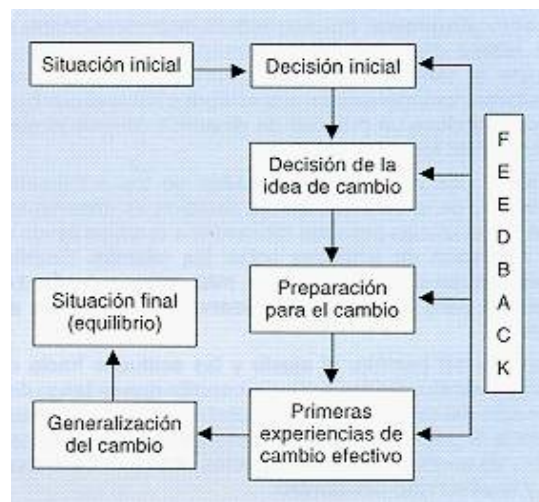 Situación inicial
Decisión inicial
Decisión de la
idea de cambio
Preparación
para el cambio
Primeras
experiencias de
cambio efectivo
Generalización
del cambio
Situación final
(equilibrio)
F
E
E
D
B
A
C
K